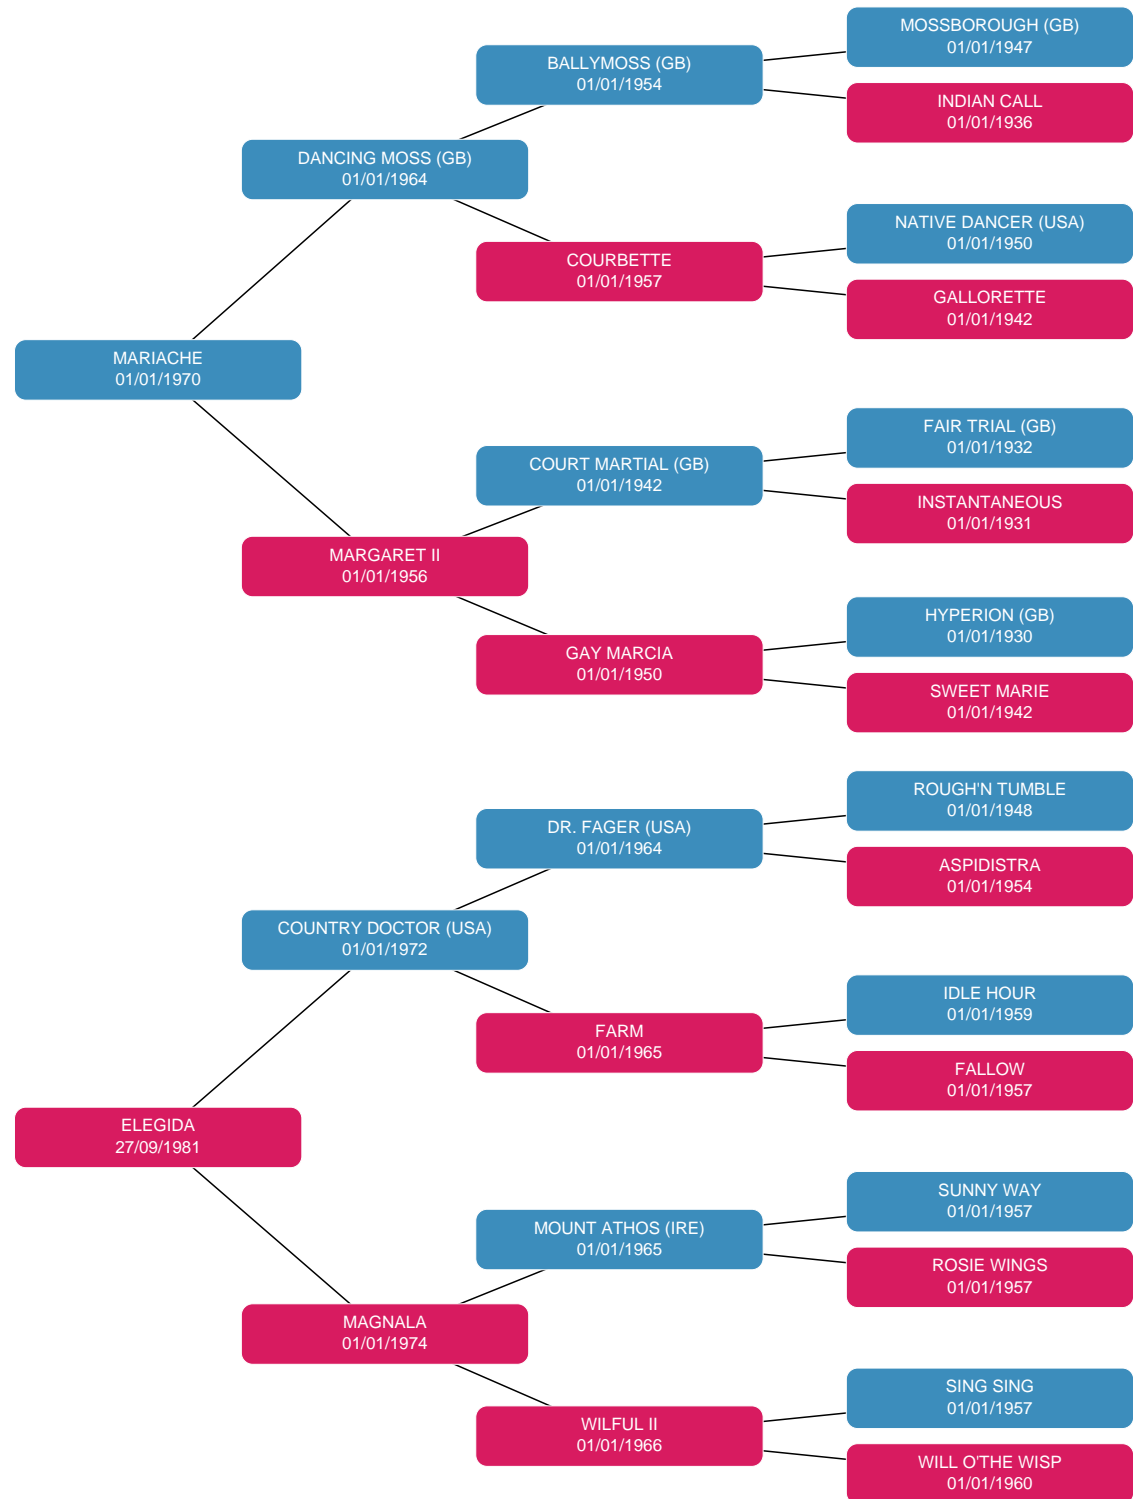 MOSSBOROUGH (GB)
01/01/1947
BALLYMOSS (GB)
01/01/1954
INDIAN CALL
01/01/1936
DANCING MOSS (GB)
01/01/1964
NATIVE DANCER (USA)
01/01/1950
COURBETTE
01/01/1957
GALLORETTE
01/01/1942
MARIACHE
01/01/1970
FAIR TRIAL (GB)
01/01/1932
COURT MARTIAL (GB)
01/01/1942
INSTANTANEOUS
01/01/1931
MARGARET II
01/01/1956
HYPERION (GB)
01/01/1930
GAY MARCIA
01/01/1950
SWEET MARIE
01/01/1942
ROUGH'N TUMBLE
01/01/1948
DR. FAGER (USA)
01/01/1964
ASPIDISTRA
01/01/1954
COUNTRY DOCTOR (USA)
01/01/1972
IDLE HOUR
01/01/1959
FARM
01/01/1965
FALLOW
01/01/1957
ELEGIDA
27/09/1981
SUNNY WAY
01/01/1957
MOUNT ATHOS (IRE)
01/01/1965
ROSIE WINGS
01/01/1957
MAGNALA
01/01/1974
SING SING
01/01/1957
WILFUL II
01/01/1966
WILL O'THE WISP
01/01/1960